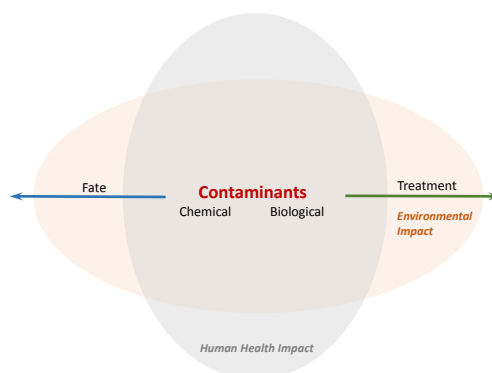 Fate
Contaminants
Treatment
Chemical Biological
Environmental
Impact
Human Health Impact